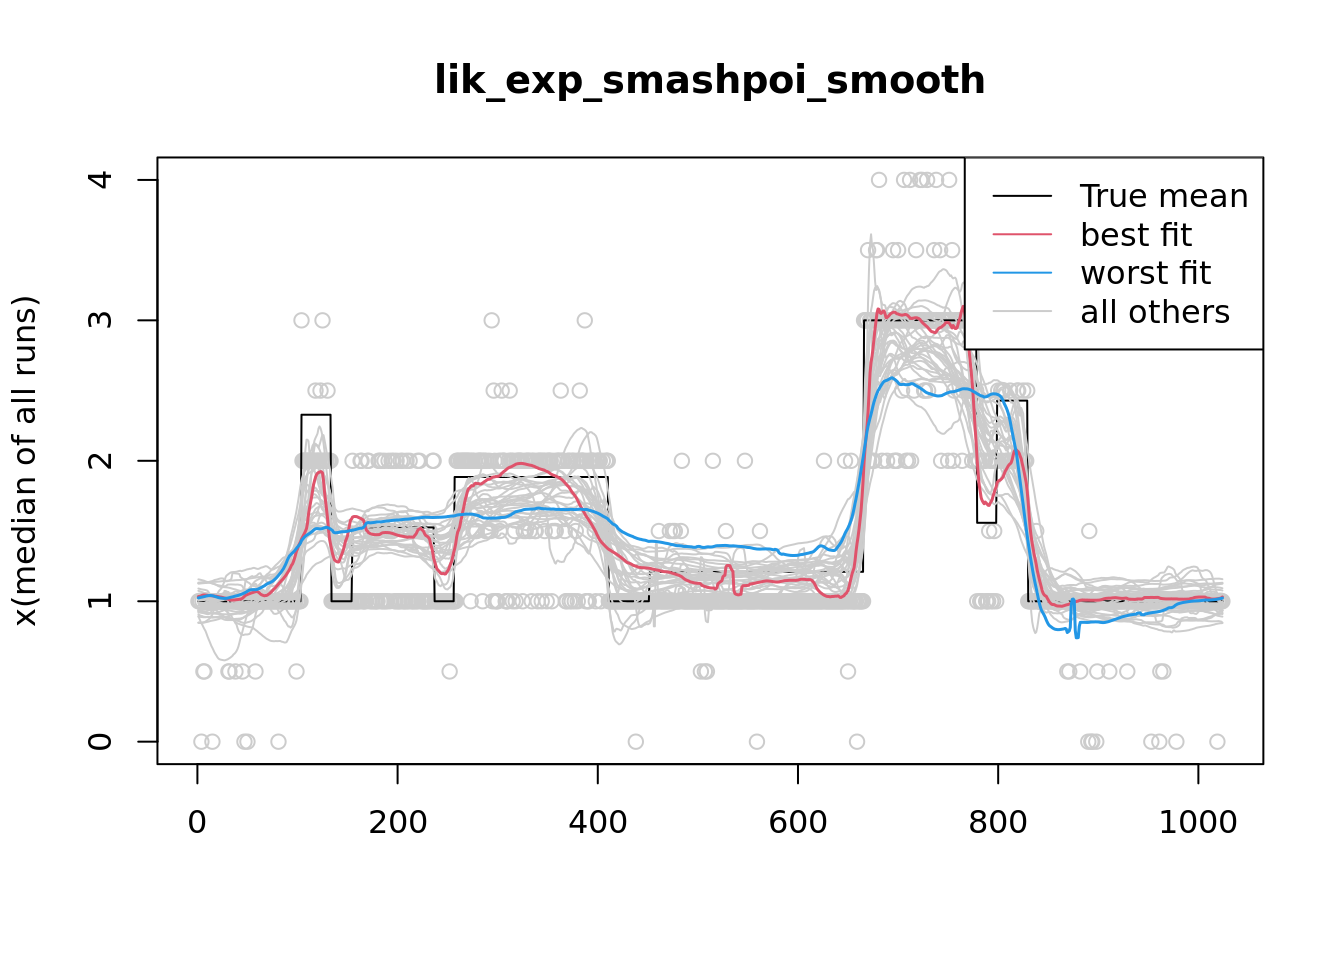 lik_exp_smashpoi_smooth
x(median of all runs)
4
3
2
1
0
True mean
best fit
worst fit
all others
0 200 400 600 800 1000